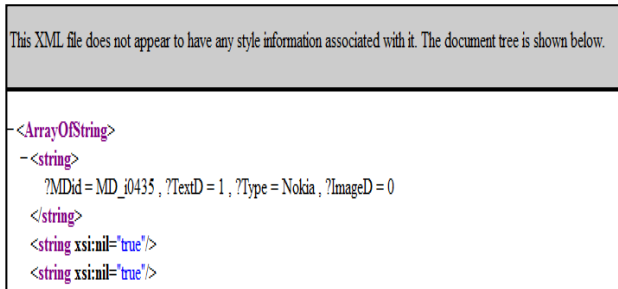 This XML file does not appear to have any style information associated with it. The document tree is shown below.
−<ArrayOfString>
−<string>
?MDid = MD_i0435 , ?TextD = 1 , ?Type = Nokia , ?ImageD = 0
</string>
<string xsi:nil="true"/>
<string xsi:nil="true"/>